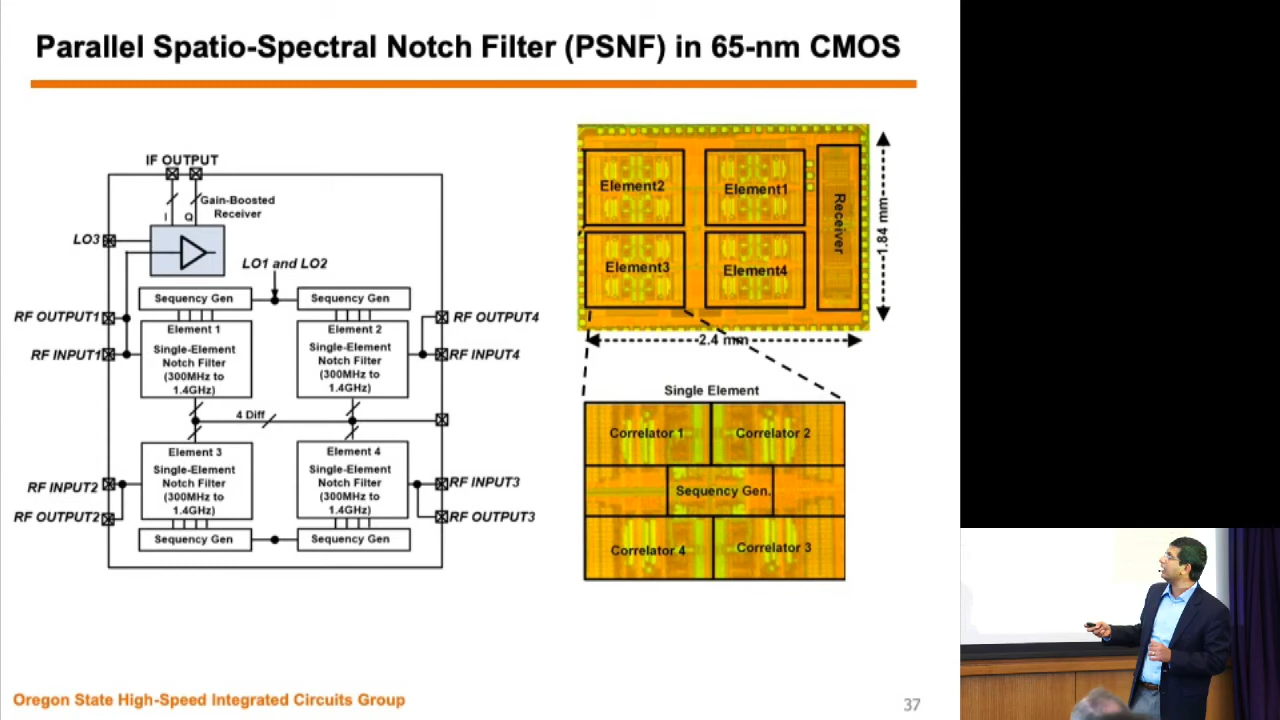 Parallel Spatio-Spectral Notch Filter (PSNF) in 65-nm CMOS
IF OUTPUT
I
Q
Gain-Boosted
Receiver
LO3
LO1 and LO2
Sequency Gen
Sequency Gen
RF OUTPUT1
RF INPUT1
Element 1
Single-Element
Notch Filter
(300MHz to
1.4GHz)
Element 2
Single-Element
Notch Filter
(300MHz to
1.4GHz)
RF OUTPUT4
RF INPUT4
4 Diff
Element 3
Single-Element
Notch Filter
(300MHz to
1.4GHz)
Element 4
Single-Element
Notch Filter
(300MHz to
1.4GHz)
RF INPUT2
RF OUTPUT2
RF INPUT3
RF OUTPUT3
Sequency Gen
Sequency Gen
Element2
Element1
Element3
Element4
Receiver
1.84 mm
2.4 mm
Single Element
Correlator 1
Correlator 2
Sequency Gen.
Correlator 4
Correlator 3
Oregon State High-Speed Integrated Circuits Group
37